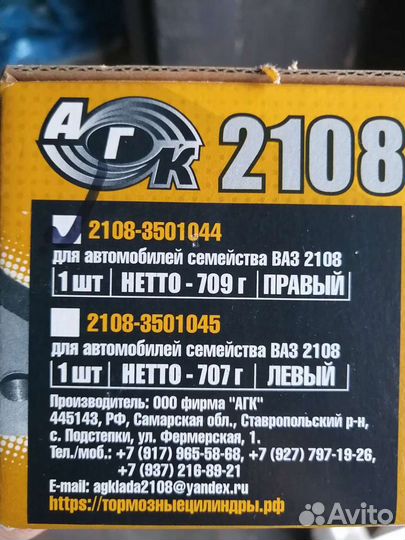 АГК 2108
2108-3501044
для автомобилей семейства ВАЗ 2108
1 шт НЕТТО - 709 г ПРАВЫЙ
2108-3501045
для автомобилей семейства ВАЗ 2108
1 шт НЕТТО - 707 г ЛЕВЫЙ
Производитель: ООО фирма "АГК"
445143, РФ, Самарская обл., Ставропольский р-н,
с. Подстепки, ул. Фермерская, 1.
Тел./моб.: +7 (917) 965-58-68, +7 (927) 797-19-26,
+7 (937) 216-89-21
E-mail: agklada2108@yandex.ru
https://тормозныецилиндры.рф
Avito